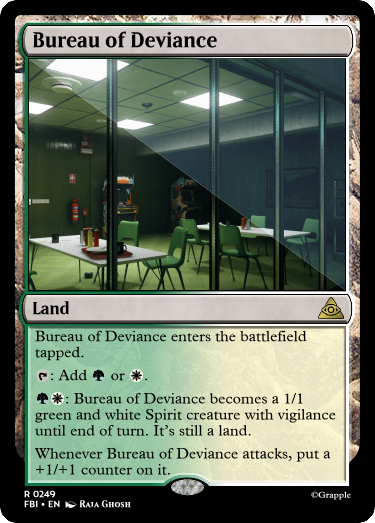 Bureau of Deviance
Land
Bureau of Deviance enters the battlefield
tapped.
: Add or .
: Bureau of Deviance becomes a 1/1
green and white Spirit creature with vigilance
until end of turn. It's still a land.
Whenever Bureau of Deviance attacks, put a
+1/+1 counter on it.
R 0249
FBI • EN Raja Ghosh
©Grapple